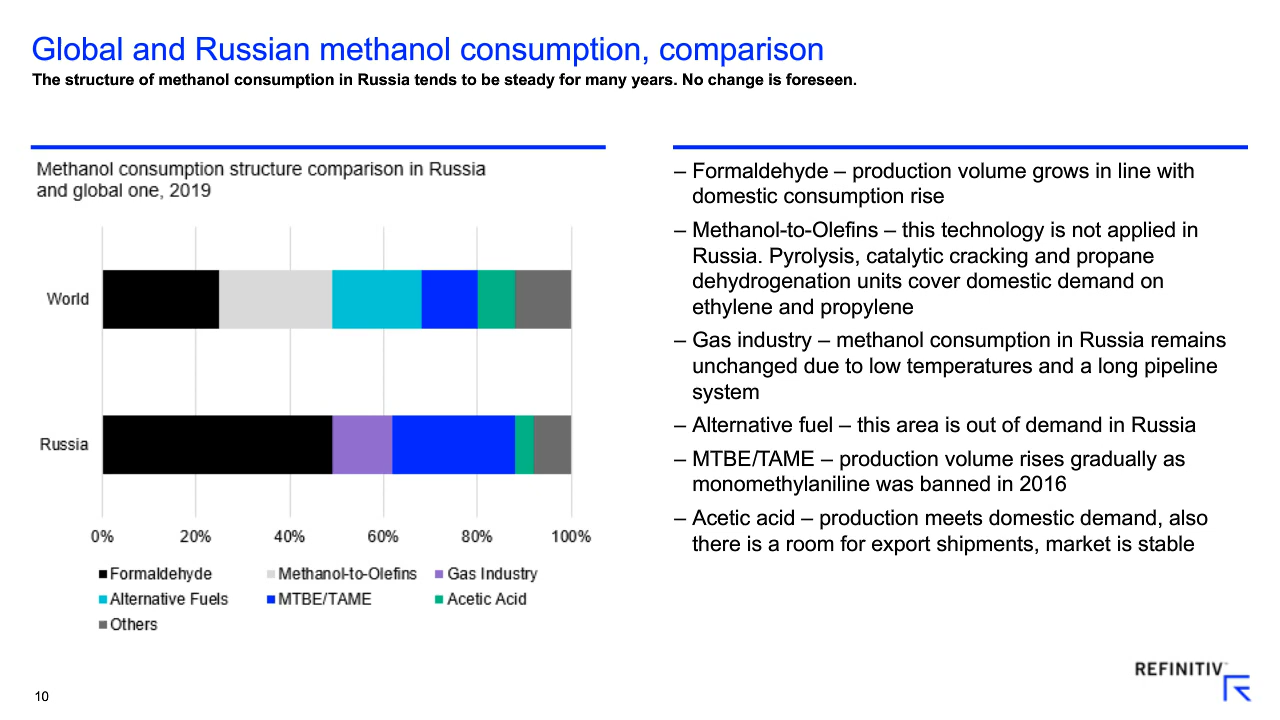 Global and Russian methanol consumption, comparison
The structure of methanol consumption in Russia tends to be steady for many years. No change is foreseen.
Methanol consumption structure comparison in Russia
and global one, 2019
World
Russia
0% 20% 40% 60% 80% 100%
Formaldehyde Methanol-to-Olefins Gas Industry
Alternative Fuels MTBE/TAME Acetic Acid
Others
– Formaldehyde – production volume grows in line with
domestic consumption rise
– Methanol-to-Olefins – this technology is not applied in
Russia. Pyrolysis, catalytic cracking and propane
dehydrogenation units cover domestic demand on
ethylene and propylene
– Gas industry – methanol consumption in Russia remains
unchanged due to low temperatures and a long pipeline
system
– Alternative fuel – this area is out of demand in Russia
– MTBE/TAME – production volume rises gradually as
monomethylaniline was banned in 2016
– Acetic acid – production meets domestic demand, also
there is a room for export shipments, market is stable
REFINITIV
10